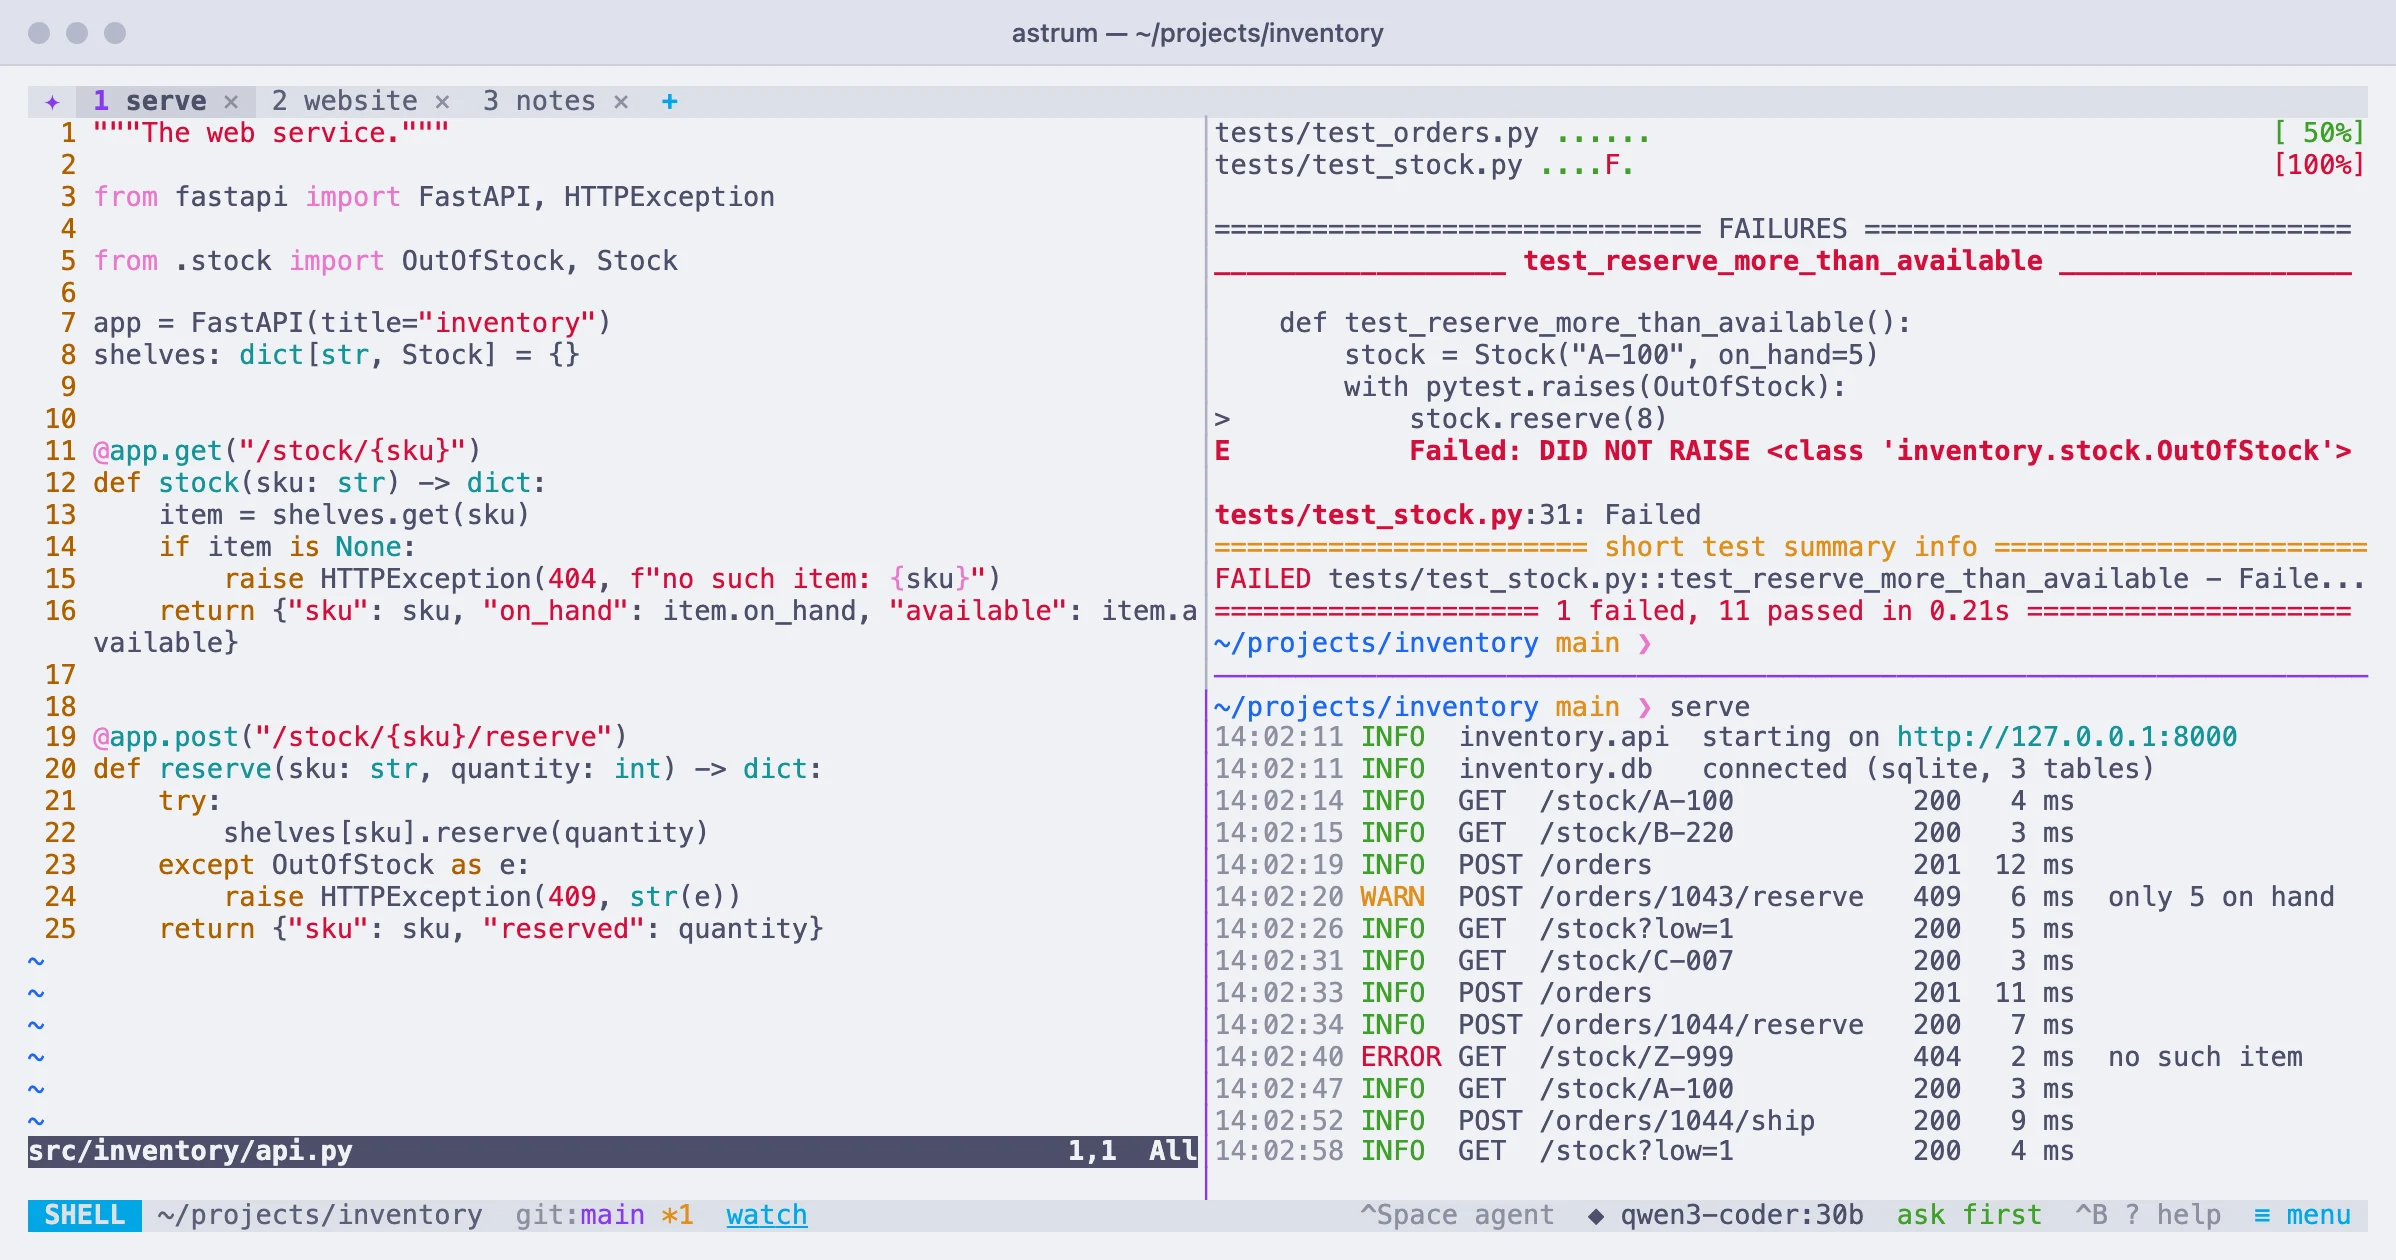 astrum — ~/projects/inventory
✦ 1 serve × 2 website × 3 notes × +
1 """The web service."""
2
3 from fastapi import FastAPI, HTTPException
4
5 from .stock import OutOfStock, Stock
6
7 app = FastAPI(title="inventory")
8 shelves: dict[str, Stock] = {}
9
10
11 @app.get("/stock/{sku}")
12 def stock(sku: str) -> dict:
13     item = shelves.get(sku)
14     if item is None:
15         raise HTTPException(404, f"no such item: {sku}")
16     return {"sku": sku, "on_hand": item.on_hand, "available": item.a
vailable}
17
18
19 @app.post("/stock/{sku}/reserve")
20 def reserve(sku: str, quantity: int) -> dict:
21     try:
22         shelves[sku].reserve(quantity)
23     except OutOfStock as e:
24         raise HTTPException(409, str(e))
25     return {"sku": sku, "reserved": quantity}
~
~
~
~
~
~
src/inventory/api.py 1,1 All
tests/test_orders.py ...... [ 50%]
tests/test_stock.py ....F. [100%]
============================== FAILURES ==============================
__________________ test_reserve_more_than_available __________________
    def test_reserve_more_than_available():
        stock = Stock("A-100", on_hand=5)
        with pytest.raises(OutOfStock):
>           stock.reserve(8)
E           Failed: DID NOT RAISE <class 'inventory.stock.OutOfStock'>
tests/test_stock.py:31: Failed
======================= short test summary info =======================
FAILED tests/test_stock.py::test_reserve_more_than_available - Faile...
==================== 1 failed, 11 passed in 0.21s ====================
~/projects/inventory main ❯
~/projects/inventory main ❯ serve
14:02:11 INFO  inventory.api  starting on http://127.0.0.1:8000
14:02:11 INFO  inventory.db   connected (sqlite, 3 tables)
14:02:14 INFO  GET  /stock/A-100           200   4 ms
14:02:15 INFO  GET  /stock/B-220           200   3 ms
14:02:19 INFO  POST /orders                201  12 ms
14:02:20 WARN  POST /orders/1043/reserve   409   6 ms  only 5 on hand
14:02:26 INFO  GET  /stock?low=1           200   5 ms
14:02:31 INFO  GET  /stock/C-007           200   3 ms
14:02:33 INFO  POST /orders                201  11 ms
14:02:34 INFO  POST /orders/1044/reserve   200   7 ms
14:02:40 ERROR GET  /stock/Z-999           404   2 ms  no such item
14:02:47 INFO  GET  /stock/A-100           200   3 ms
14:02:52 INFO  POST /orders/1044/ship      200   9 ms
14:02:58 INFO  GET  /stock?low=1           200   4 ms
SHELL ~/projects/inventory git:main *1 watch ^Space agent ◆ qwen3-coder:30b ask first ^B ? help ≡ menu